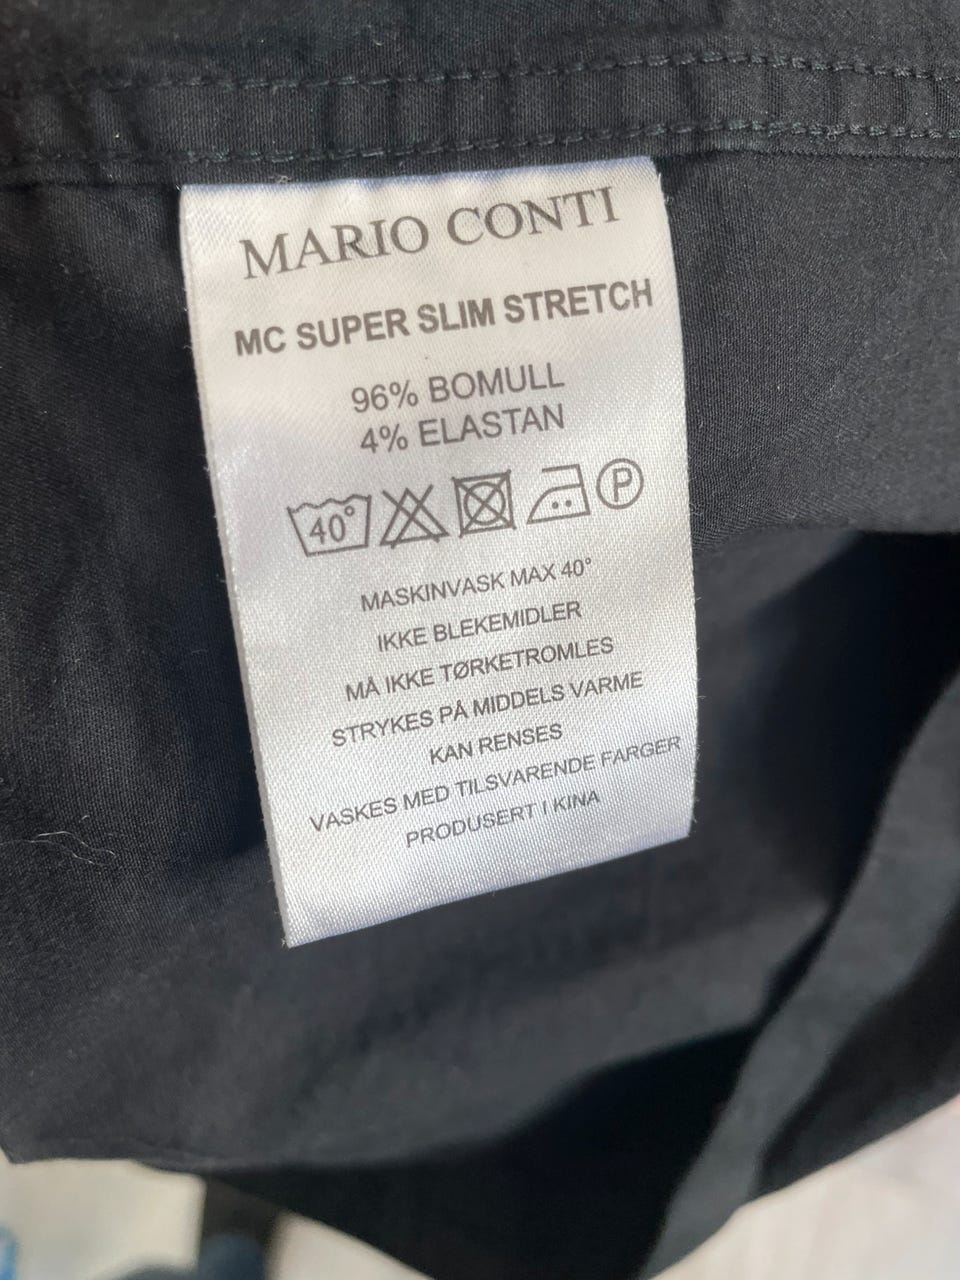 MARIO CONTI
MC SUPER SLIM STRETCH
96% BOMULL
4% ELASTAN
40° P
MASKINVASK MAX 40°
IKKE BLEKEMIDLER
MÅ IKKE TØRKETROMLES
STRYKES PÅ MIDDELS VARME
KAN RENSES
VASKES MED TILSVARENDE FARGER
PRODUSERT I KINA